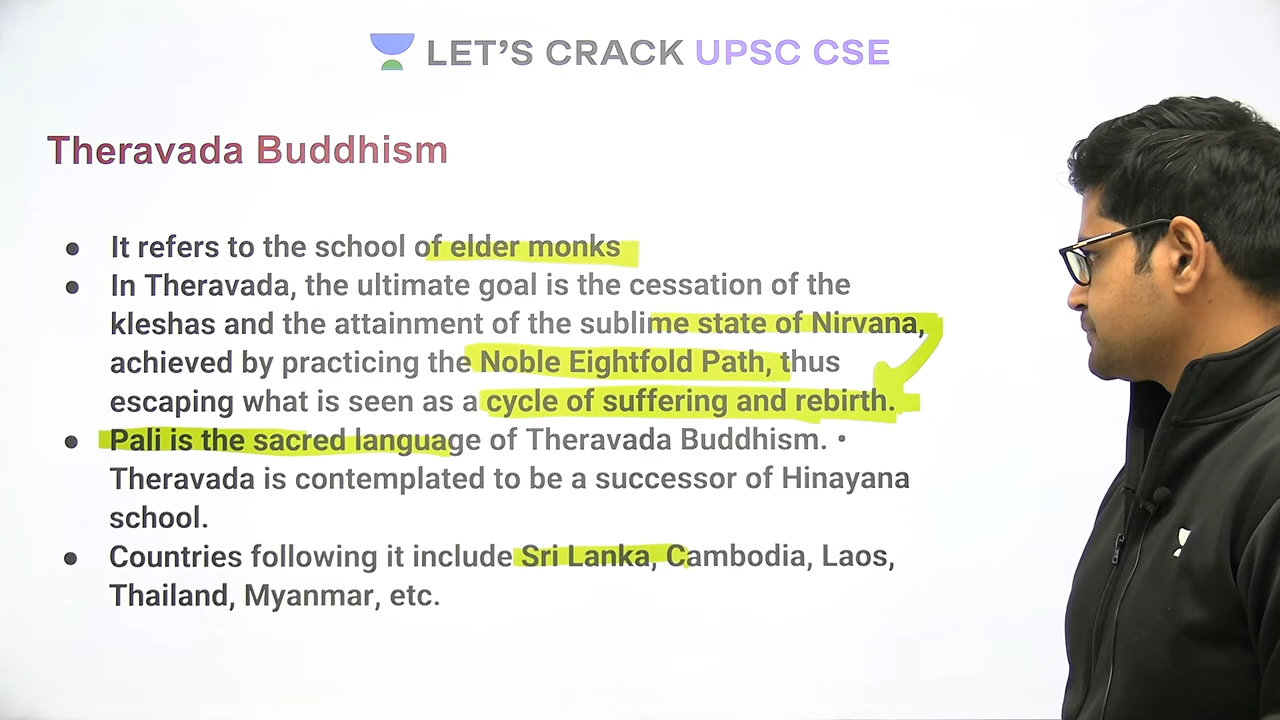 LET'S CRACK UPSC CSE
Theravada Buddhism
● It refers to the school of elder monks
● In Theravada, the ultimate goal is the cessation of the
kleshas and the attainment of the sublime state of Nirvana,
achieved by practicing the Noble Eightfold Path, thus
escaping what is seen as a cycle of suffering and rebirth.
● Pali is the sacred language of Theravada Buddhism. •
Theravada is contemplated to be a successor of Hinayana
school.
● Countries following it include Sri Lanka, Cambodia, Laos,
Thailand, Myanmar, etc.